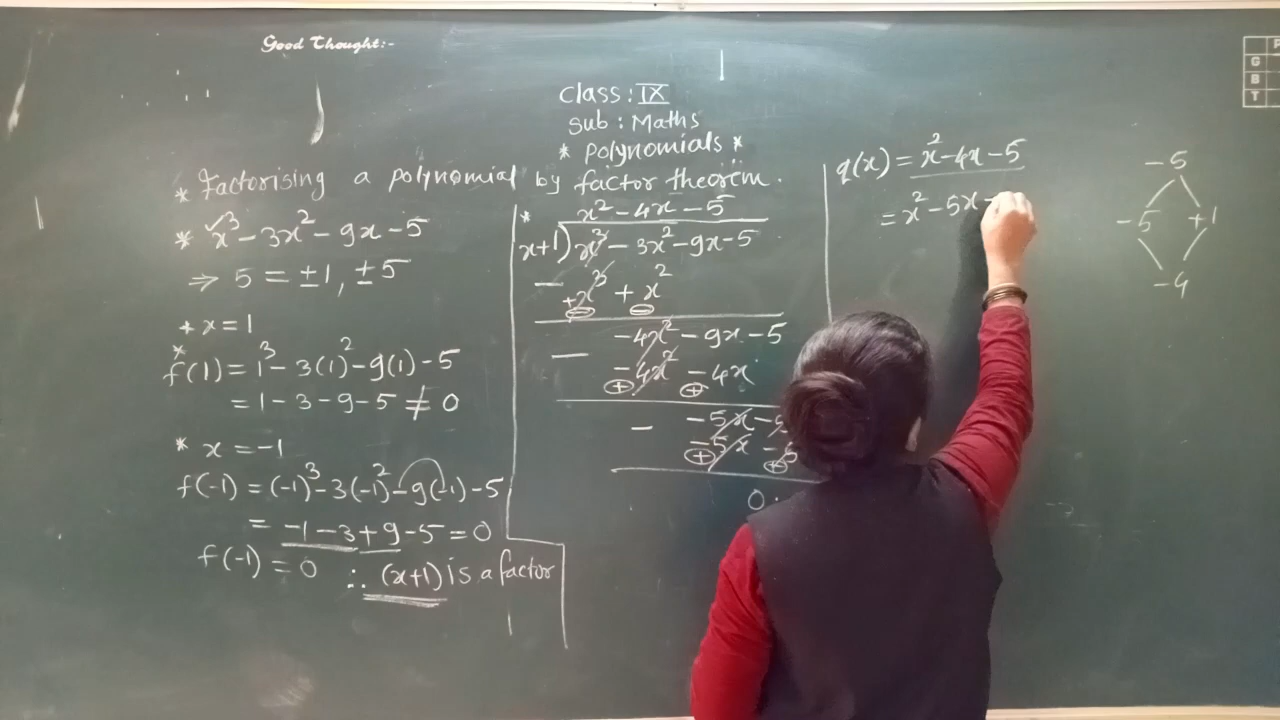 Good Thought:-
P
G
B
T
Class : IX
Sub : Maths
* Polynomials *
* Factorising a polynomial by factor theorem.
* x³ - 3x² - 9x - 5
⇒ 5 = ±1, ±5
* x = 1
* f(1) = 1³ - 3(1)² - 9(1) - 5
= 1 - 3 - 9 - 5 ≠ 0
* x = -1
f(-1) = (-1)³ - 3(-1)² - 9(-1) - 5
= -1 - 3 + 9 - 5 = 0
f(-1) = 0 ∴ (x+1) is a factor
* x² - 4x - 5
x+1) x³ - 3x² - 9x - 5
- +x³ + x²
(-) (-)
-4x² - 9x - 5
- -4x² - 4x
(+) (+)
-5x - 5
- -5x - 5
(+) (+)
0
q(x) = x² - 4x - 5
= x² - 5x
-5
-5 +1
-4